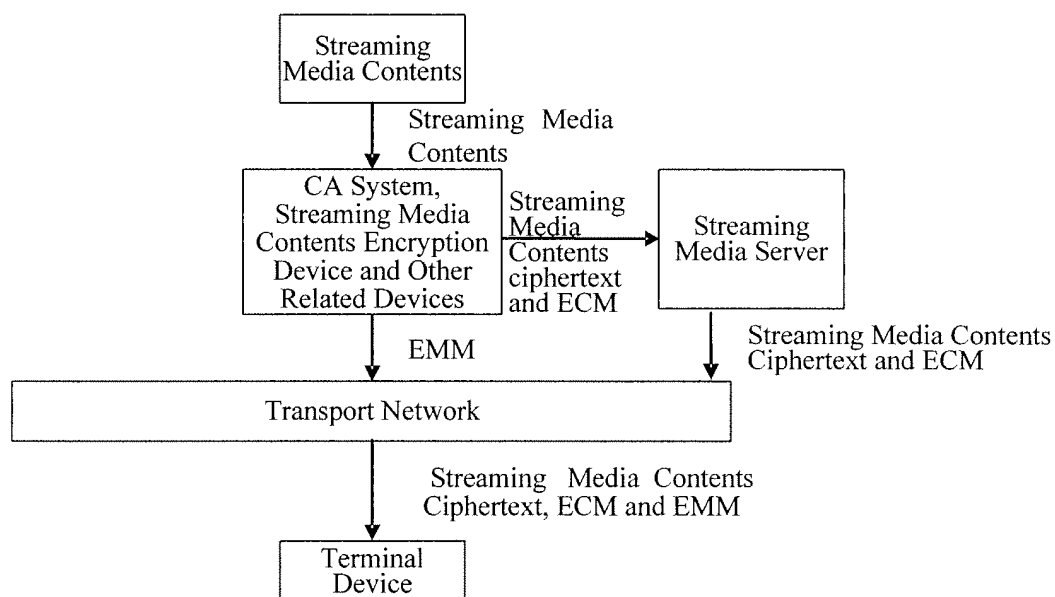 Streaming
Media Contents
Streaming Media
Contents
CA System,
Streaming Media
Contents Encryption
Device and Other
Related Devices
Streaming
Media
Contents
ciphertext
and ECM
Streaming
Media Server
EMM
Streaming Media Contents
Ciphertext and ECM
Transport Network
Streaming Media Contents
Ciphertext, ECM and EMM
Terminal
Device